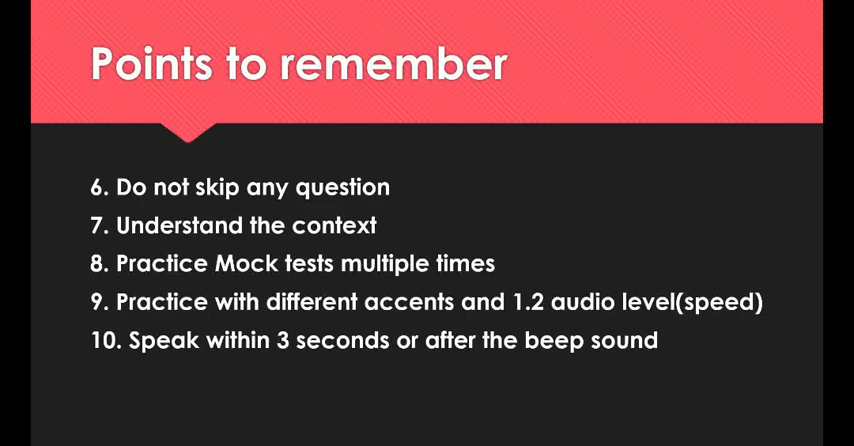 Points to remember
6. Do not skip any question
7. Understand the context
8. Practice Mock tests multiple times
9. Practice with different accents and 1.2 audio level(speed)
10. Speak within 3 seconds or after the beep sound